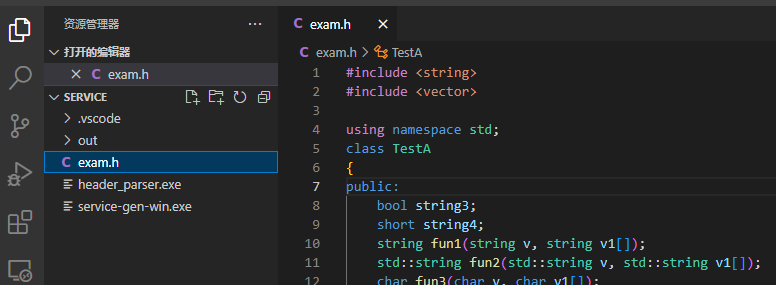 资源管理器
打开的编辑器
exam.h
SERVICE
.vscode
out
exam.h
header_parser.exe
service-gen-win.exe
exam.h
exam.h > TestA
1 #include <string>
2 #include <vector>
3
4 using namespace std;
5 class TestA
6 {
7 public:
8 bool string3;
9 short string4;
10 string fun1(string v, string v1[]);
11 std::string fun2(std::string v, std::string v1[]);
12 char fun3(char v, char v1[]);